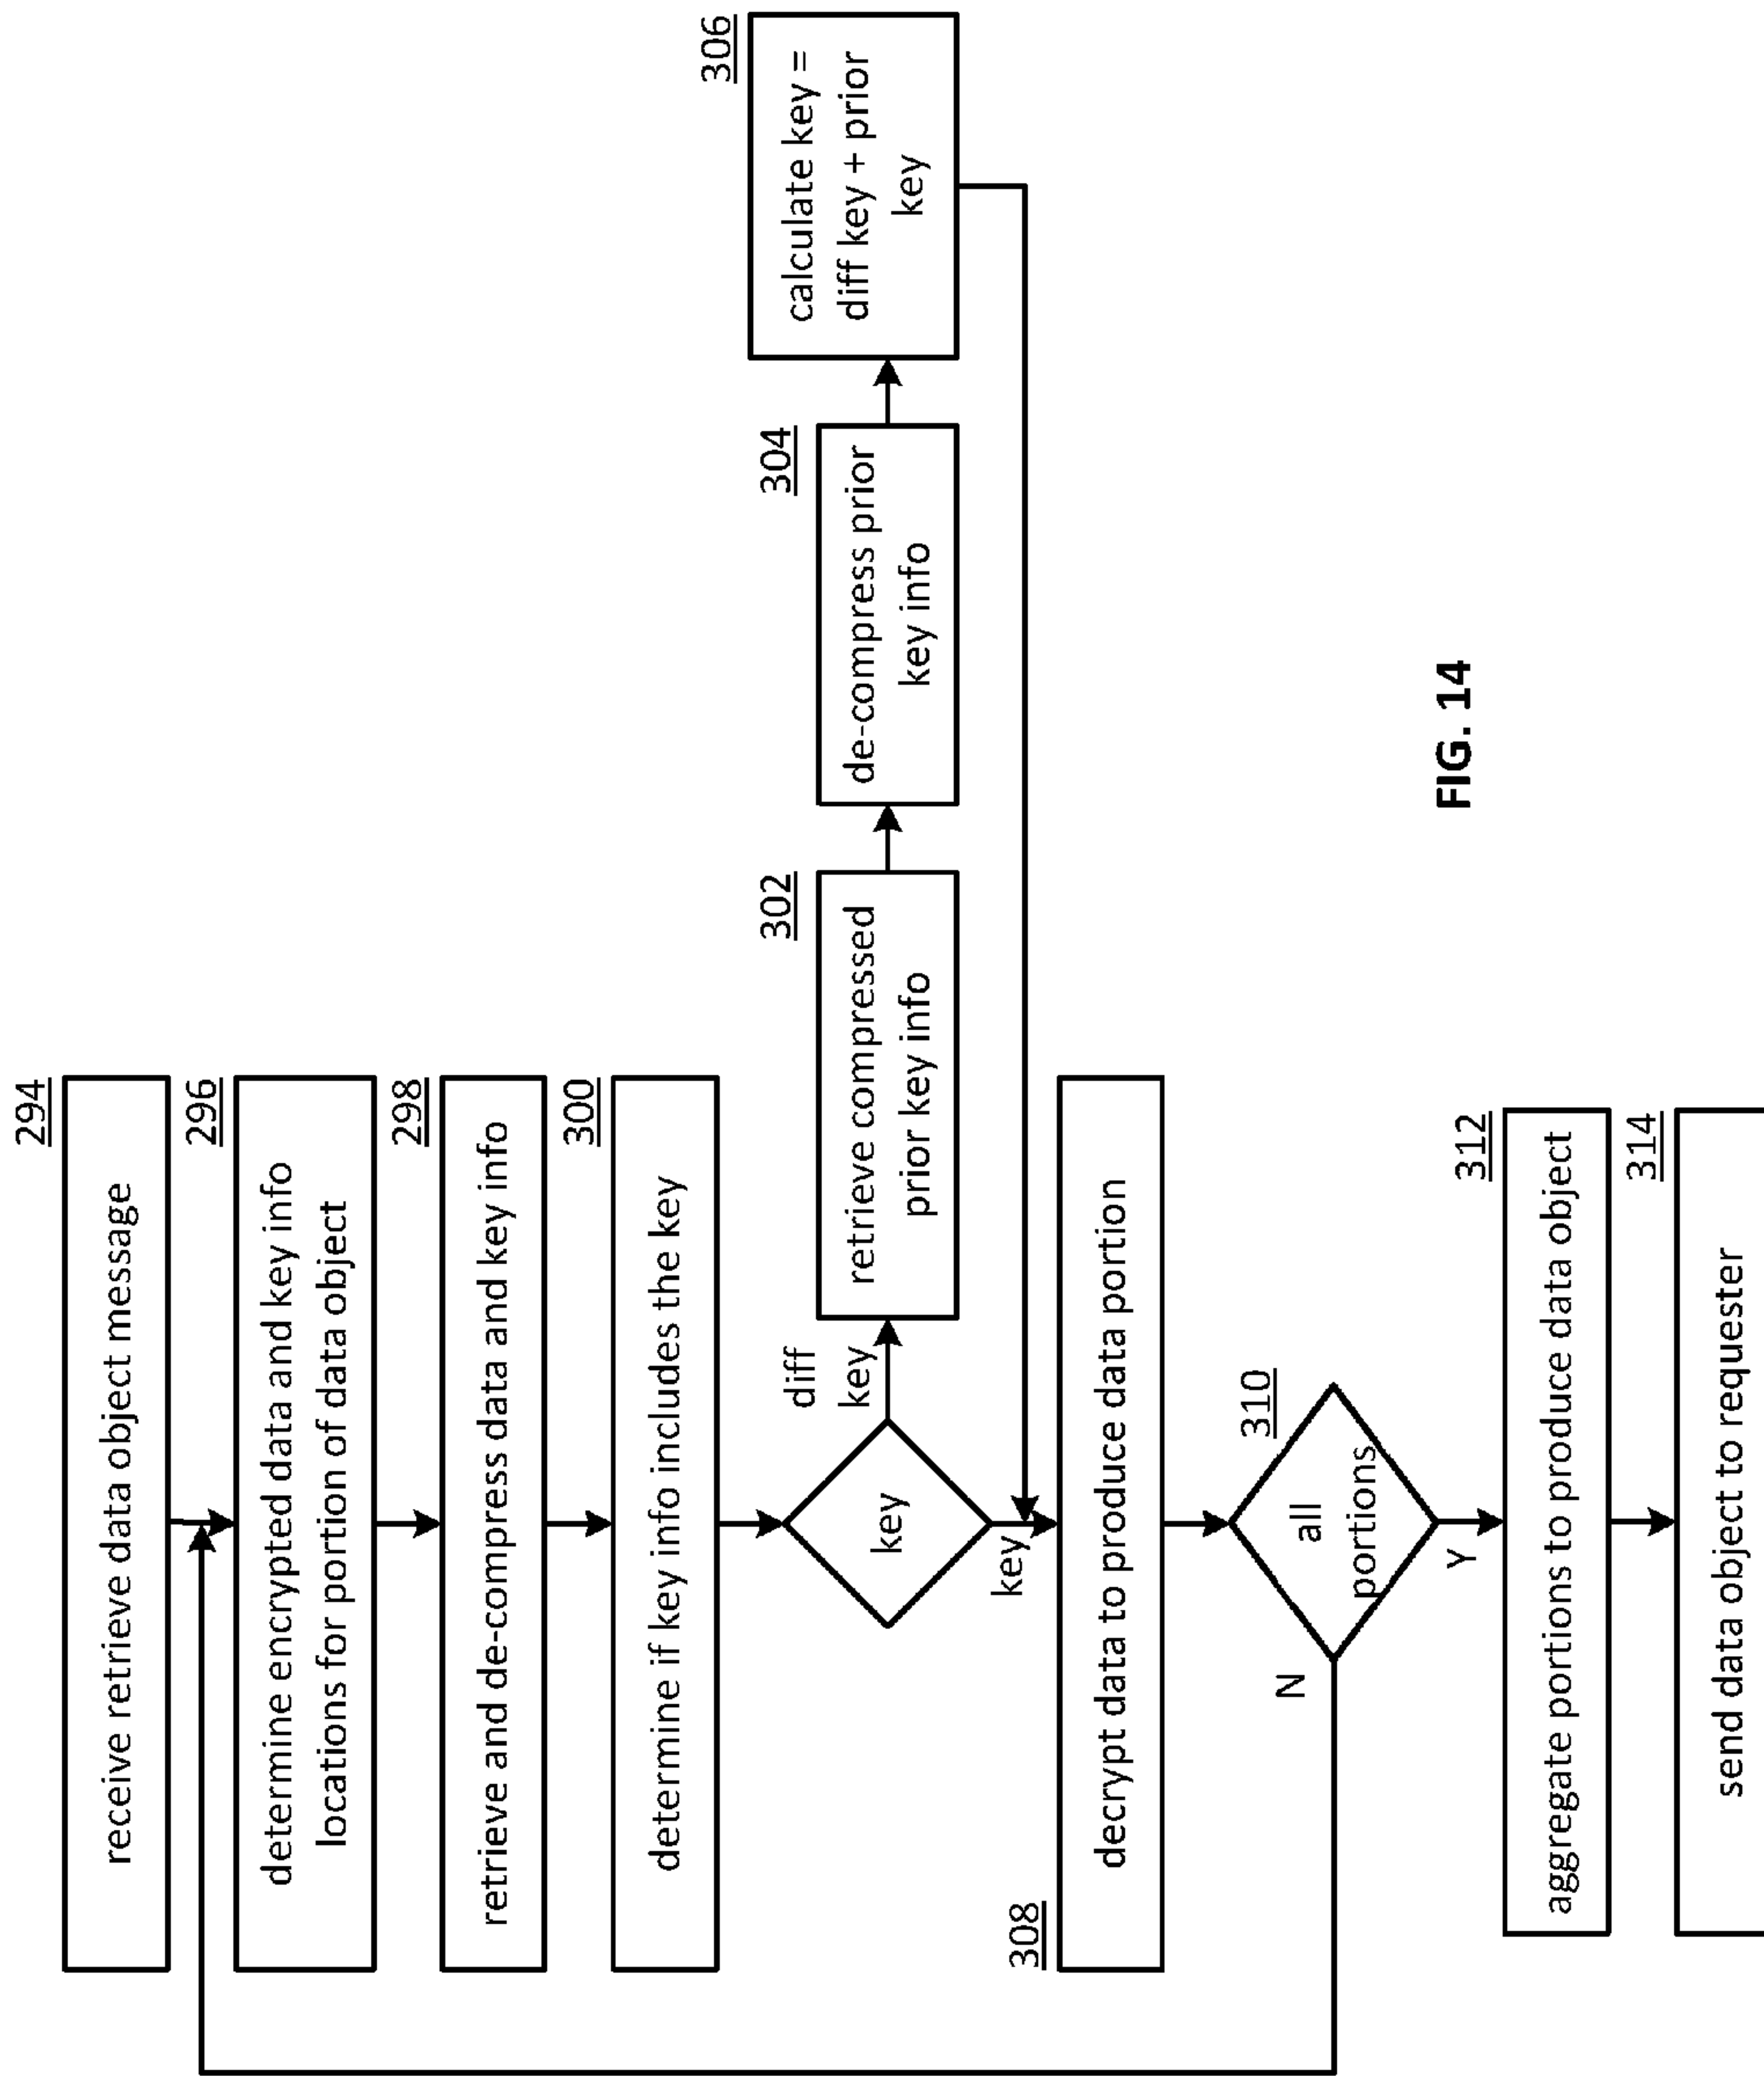 294
receive retrieve data object message
296
determine encrypted data and key info
locations for portion of data object
298
retrieve and de-compress data and key info
300
determine if key info includes the key
key
diff
key
302
retrieve compressed
prior key info
304
de-compress prior
key info
306
calculate key =
diff key + prior
key
key
308
decrypt data to produce data portion
310
all
portions
N
Y
312
aggregate portions to produce data object
314
send data object to requester
FIG. 14